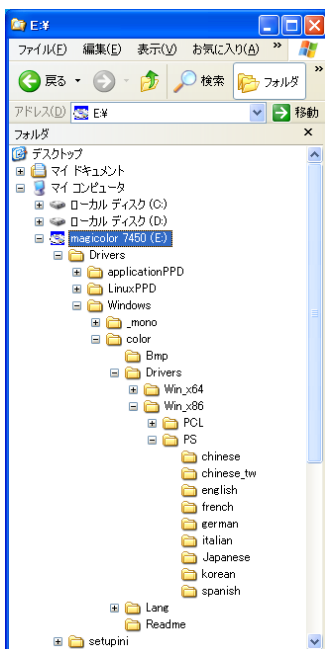 E:¥
ファイル(F) 編集(E) 表示(V) お気に入り(A) »
戻る 検索 フォルダ »
アドレス(D) E:¥ 移動
フォルダ ×
デスクトップ
マイ ドキュメント
マイ コンピュータ
ローカル ディスク (C:)
ローカル ディスク (D:)
magicolor 7450 (E:)
Drivers
applicationPPD
LinuxPPD
Windows
_mono
color
Bmp
Drivers
Win_x64
Win_x86
PCL
PS
chinese
chinese_tw
english
french
german
italian
Japanese
korean
spanish
Lang
Readme
setupini